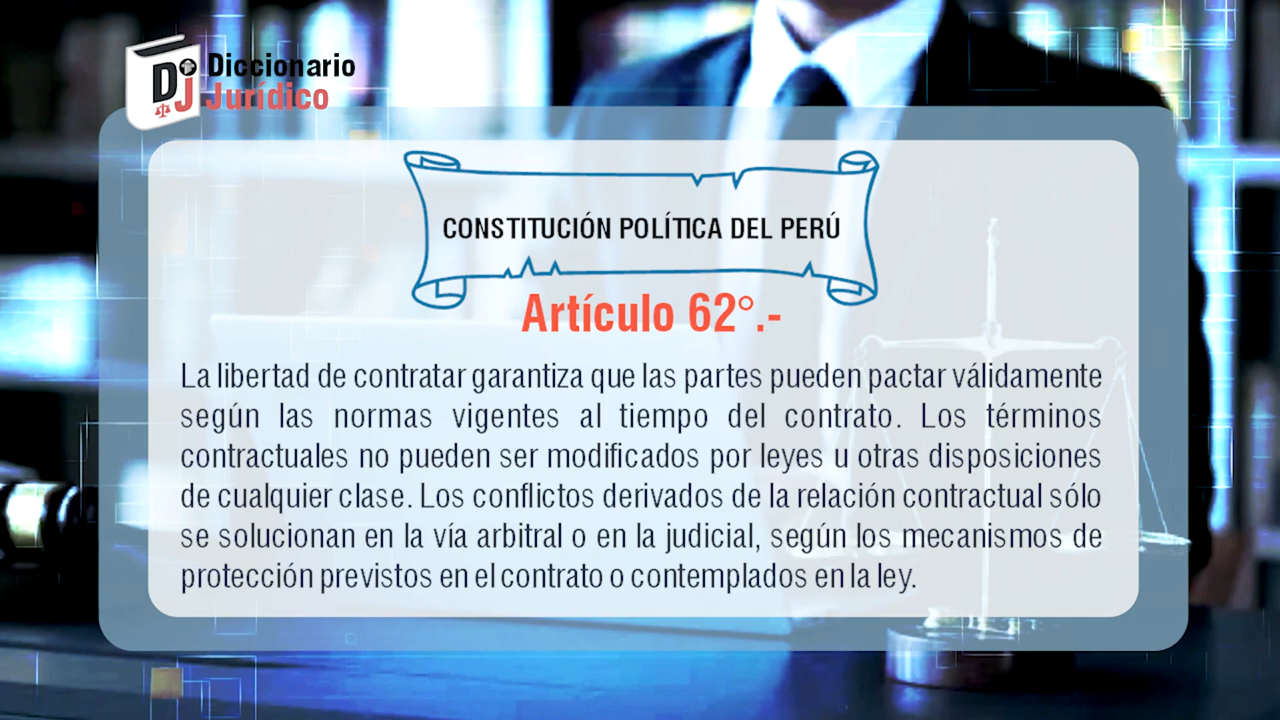 DJ
Diccionario
Jurídico
CONSTITUCIÓN POLÍTICA DEL PERÚ
Artículo 62°.-
La libertad de contratar garantiza que las partes pueden pactar válidamente
según las normas vigentes al tiempo del contrato. Los términos
contractuales no pueden ser modificados por leyes u otras disposiciones
de cualquier clase. Los conflictos derivados de la relación contractual sólo
se solucionan en la vía arbitral o en la judicial, según los mecanismos de
protección previstos en el contrato o contemplados en la ley.